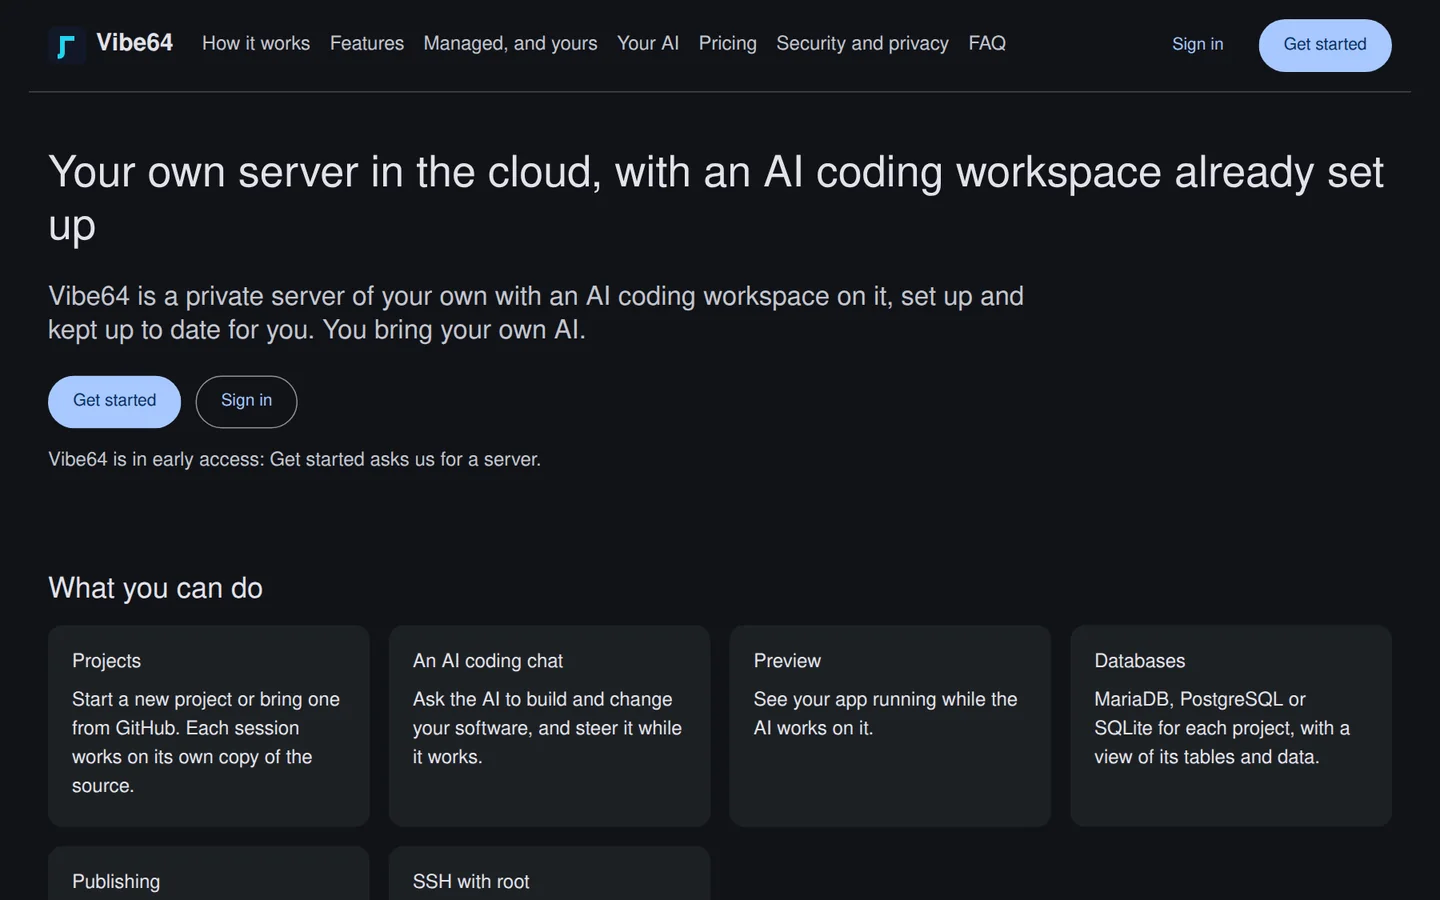 Vibe64 How it works Features Managed, and yours Your AI Pricing Security and privacy FAQ Sign in Get started
Your own server in the cloud, with an AI coding workspace already set
up
Vibe64 is a private server of your own with an AI coding workspace on it, set up and
kept up to date for you. You bring your own AI.
Get started Sign in
Vibe64 is in early access: Get started asks us for a server.
What you can do
Projects
Start a new project or bring one
from GitHub. Each session
works on its own copy of the
source.
An AI coding chat
Ask the AI to build and change
your software, and steer it while
it works.
Preview
See your app running while the
AI works on it.
Databases
MariaDB, PostgreSQL or
SQLite for each project, with a
view of its tables and data.
Publishing
SSH with root